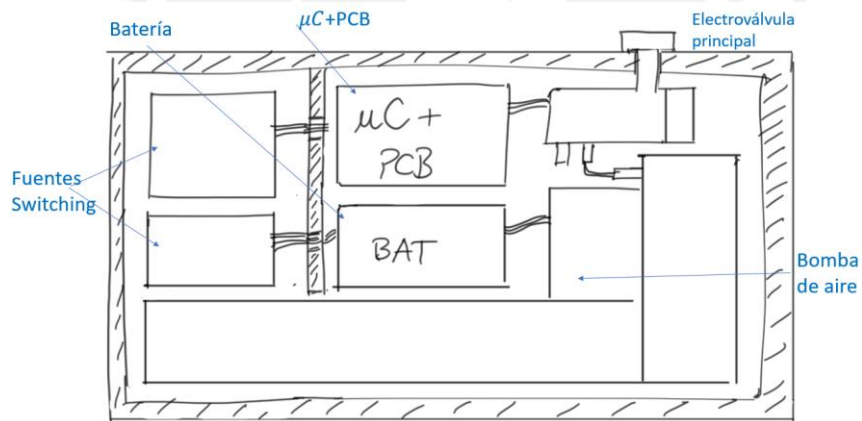 μC+PCB
Batería
Electroválvula
principal
μC +
PCB
Fuentes
Switching
BAT
Bomba
de aire